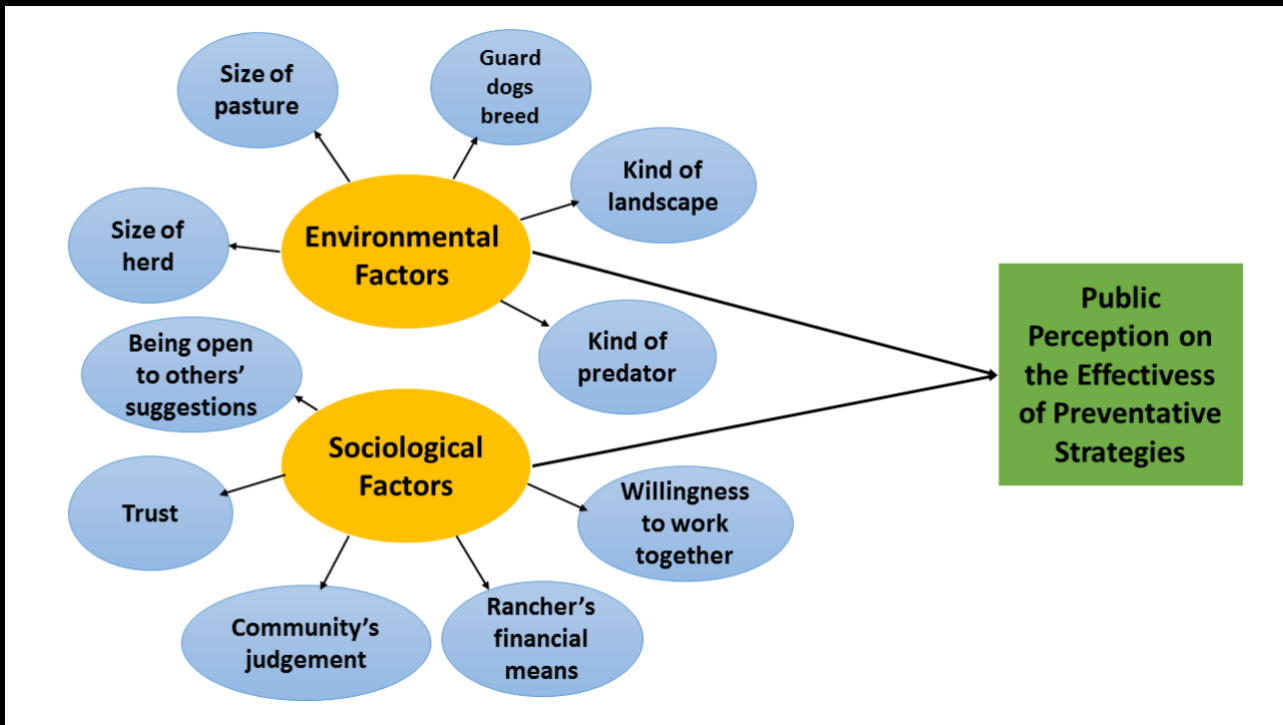 Size of
pasture
Guard
dogs
breed
Kind of
landscape
Size of
herd
Environmental
Factors
Kind of
predator
Being open
to others'
suggestions
Sociological
Factors
Trust
Willingness
to work
together
Community's
judgement
Rancher's
financial
means
Public
Perception on
the Effectivess
of Preventative
Strategies